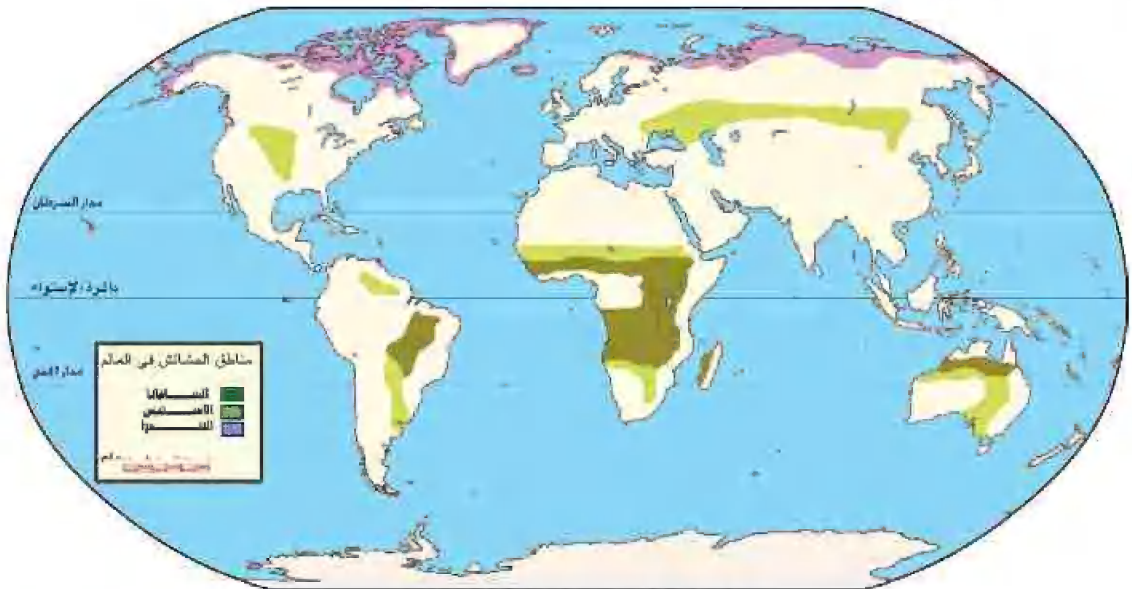 مدار السرطان
دائرة الإستواء
مدار الجدي
مناطق الحشائش في العالم
السافانا
الاستبس
التندرا